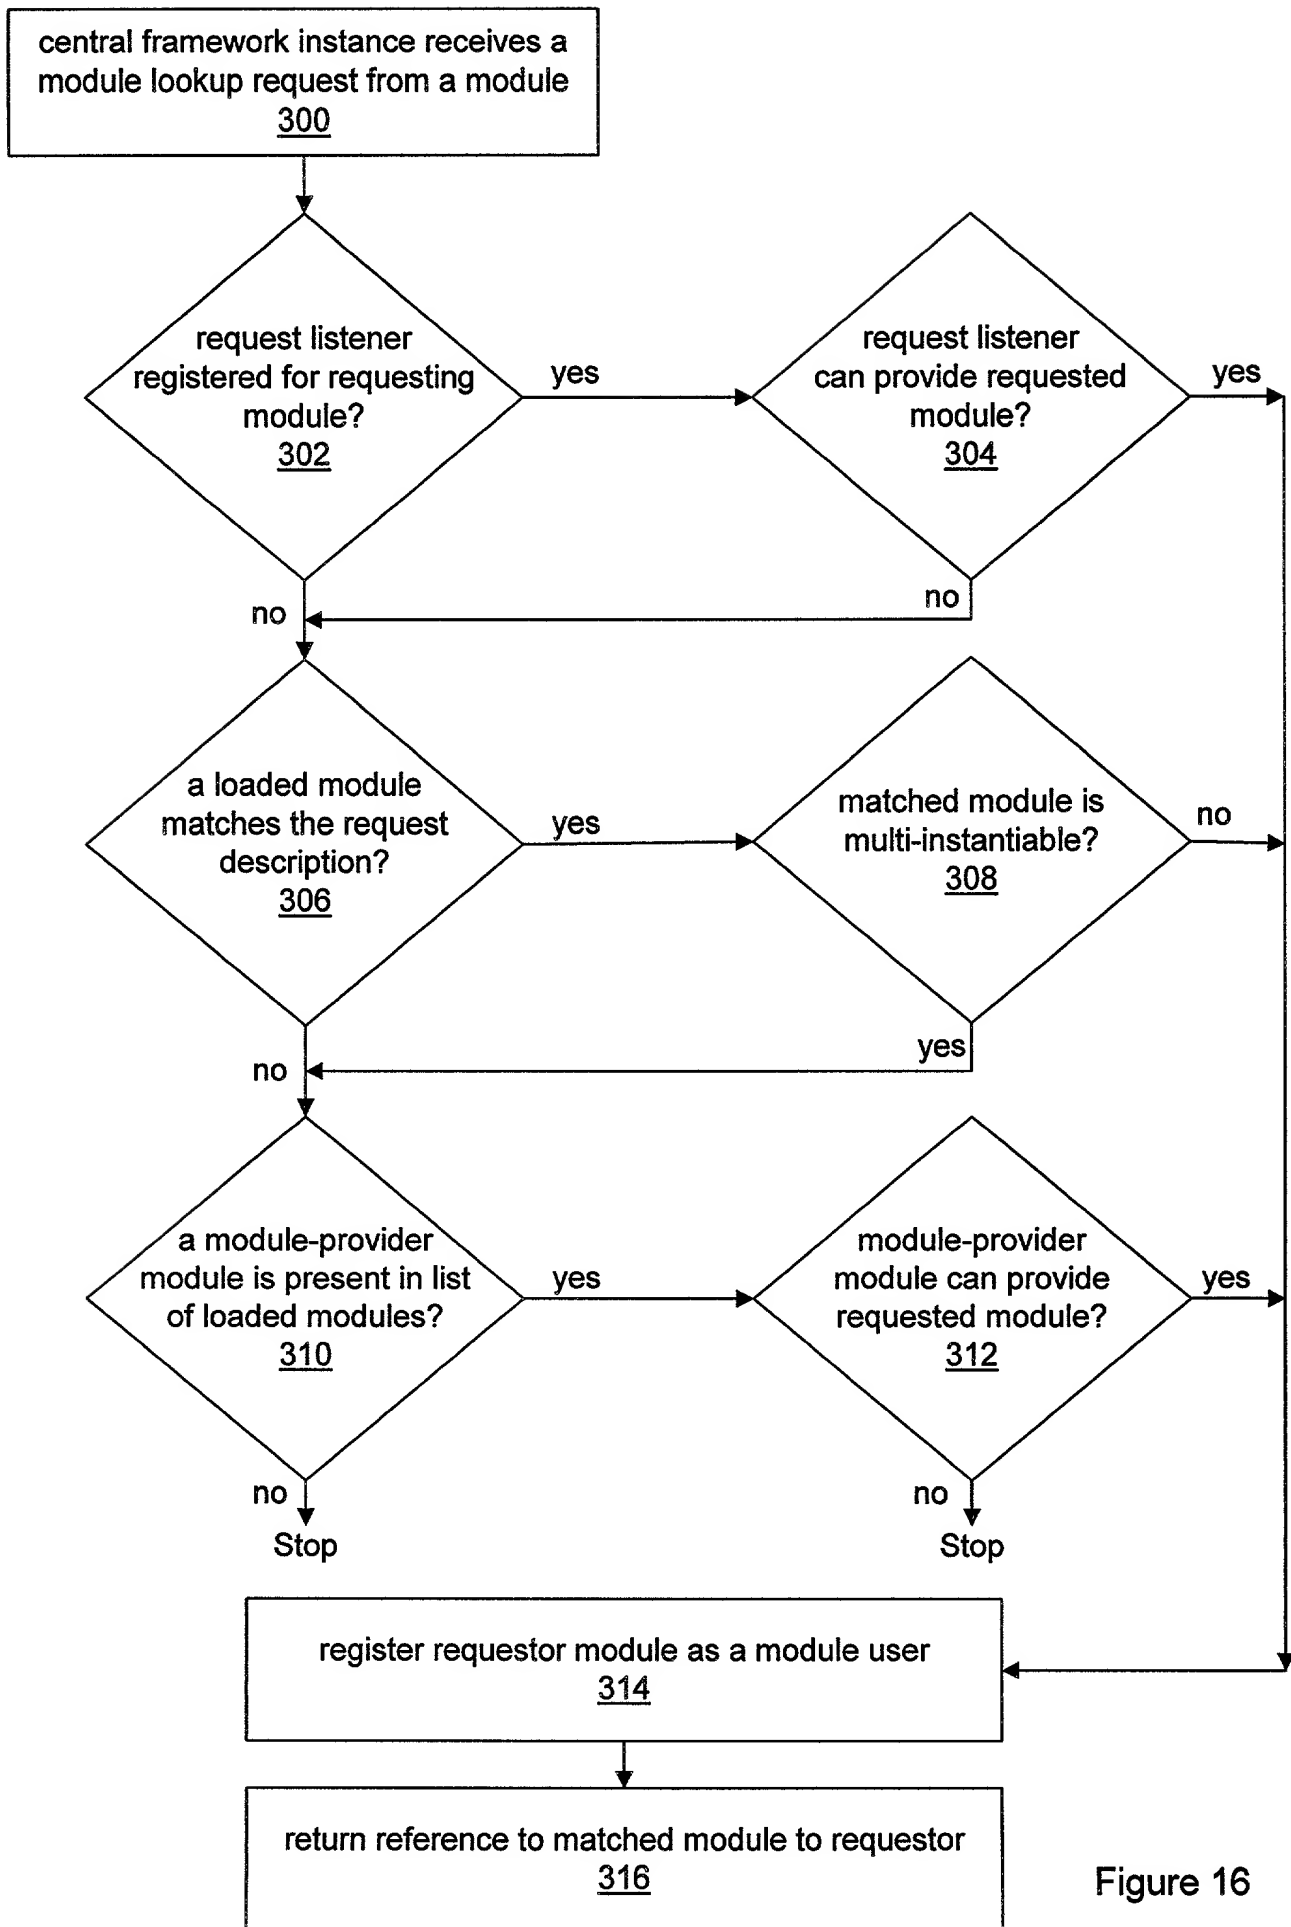 central framework instance receives a
module lookup request from a module
300
request listener
registered for requesting
module?
302
yes
request listener
can provide requested
module?
304
yes
no
no
a loaded module
matches the request
description?
306
yes
matched module is
multi-instantiable?
308
no
no
yes
a module-provider
module is present in list
of loaded modules?
310
yes
module-provider
module can provide
requested module?
312
yes
no
Stop
no
Stop
register requestor module as a module user
314
return reference to matched module to requestor
316
Figure 16